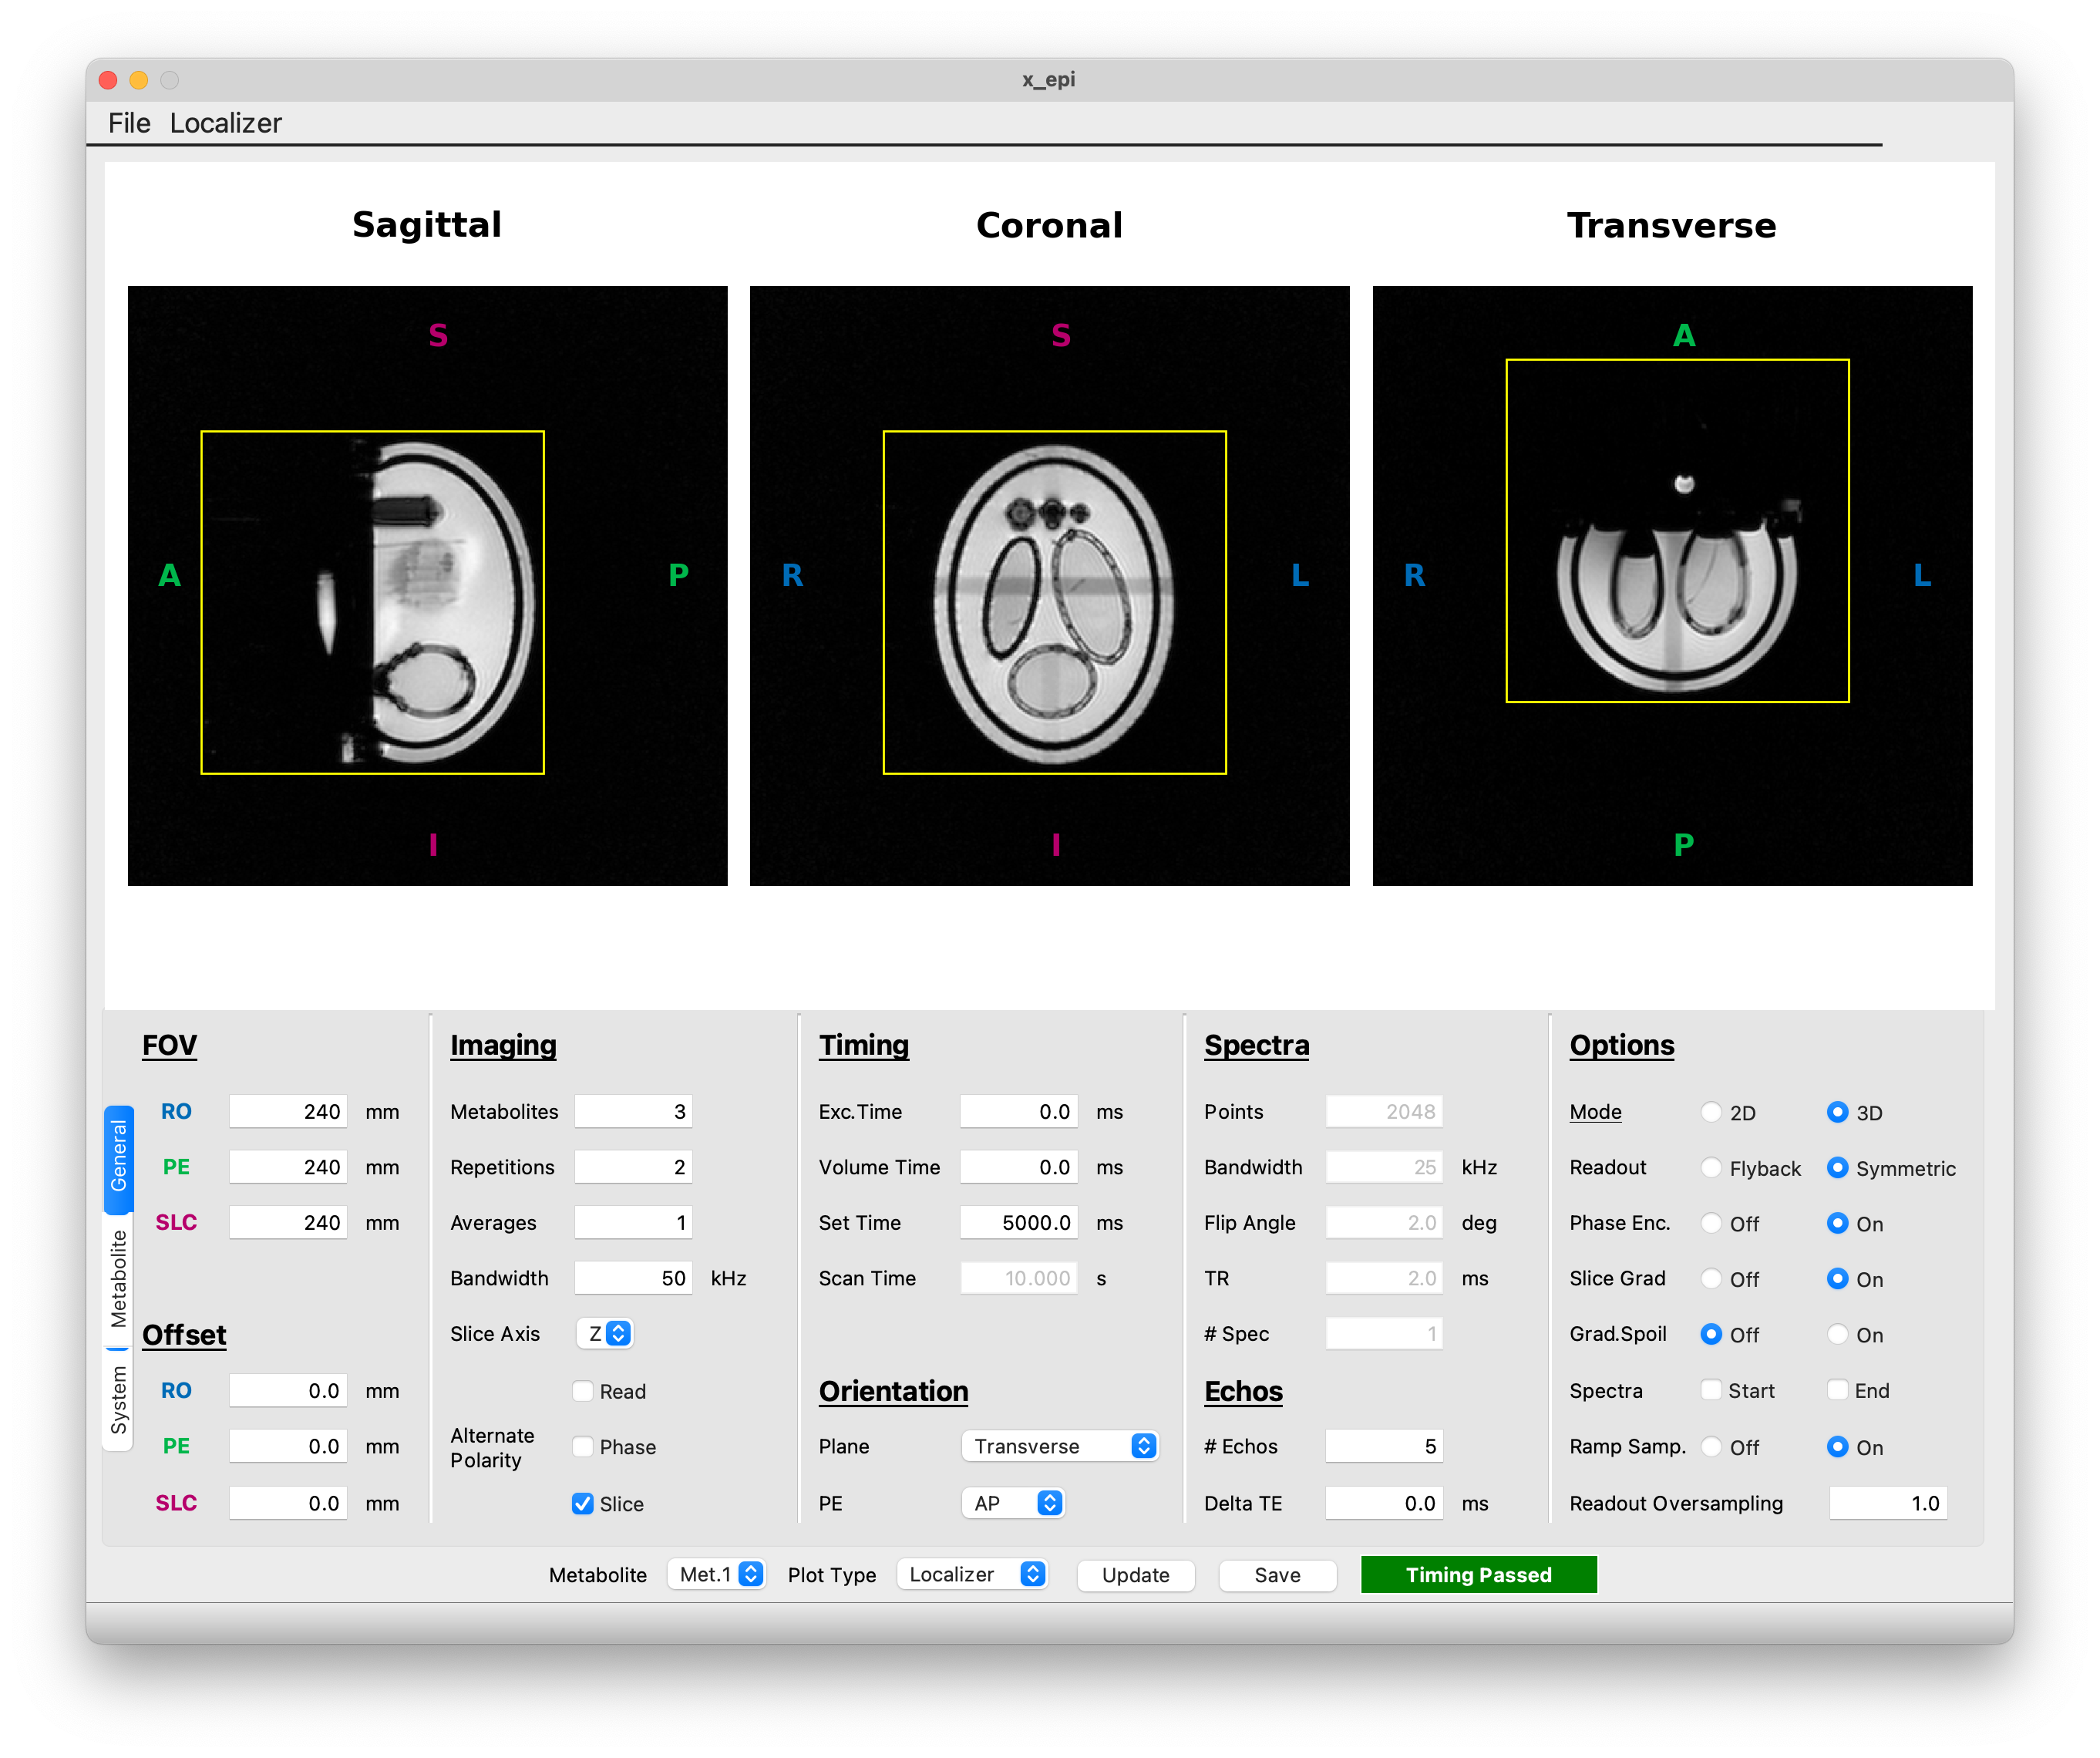 x_epi
File Localizer
Sagittal Coronal Transverse
S S A
A P R L R L
I I P
General
Metabolite
System
FOV
RO 240 mm
PE 240 mm
SLC 240 mm
Offset
RO 0.0 mm
PE 0.0 mm
SLC 0.0 mm
Imaging
Metabolites 3
Repetitions 2
Averages 1
Bandwidth 50 kHz
Slice Axis Z
Read
Alternate
Polarity
Phase
Slice
Timing
Exc.Time 0.0 ms
Volume Time 0.0 ms
Set Time 5000.0 ms
Scan Time 10.000 s
Orientation
Plane Transverse
PE AP
Spectra
Points 2048
Bandwidth 25 kHz
Flip Angle 2.0 deg
TR 2.0 ms
# Spec 1
Echos
# Echos 5
Delta TE 0.0 ms
Options
Mode 2D 3D
Readout Flyback Symmetric
Phase Enc. Off On
Slice Grad Off On
Grad.Spoil Off On
Spectra Start End
Ramp Samp. Off On
Readout Oversampling 1.0
Metabolite Met.1 Plot Type Localizer Update Save Timing Passed